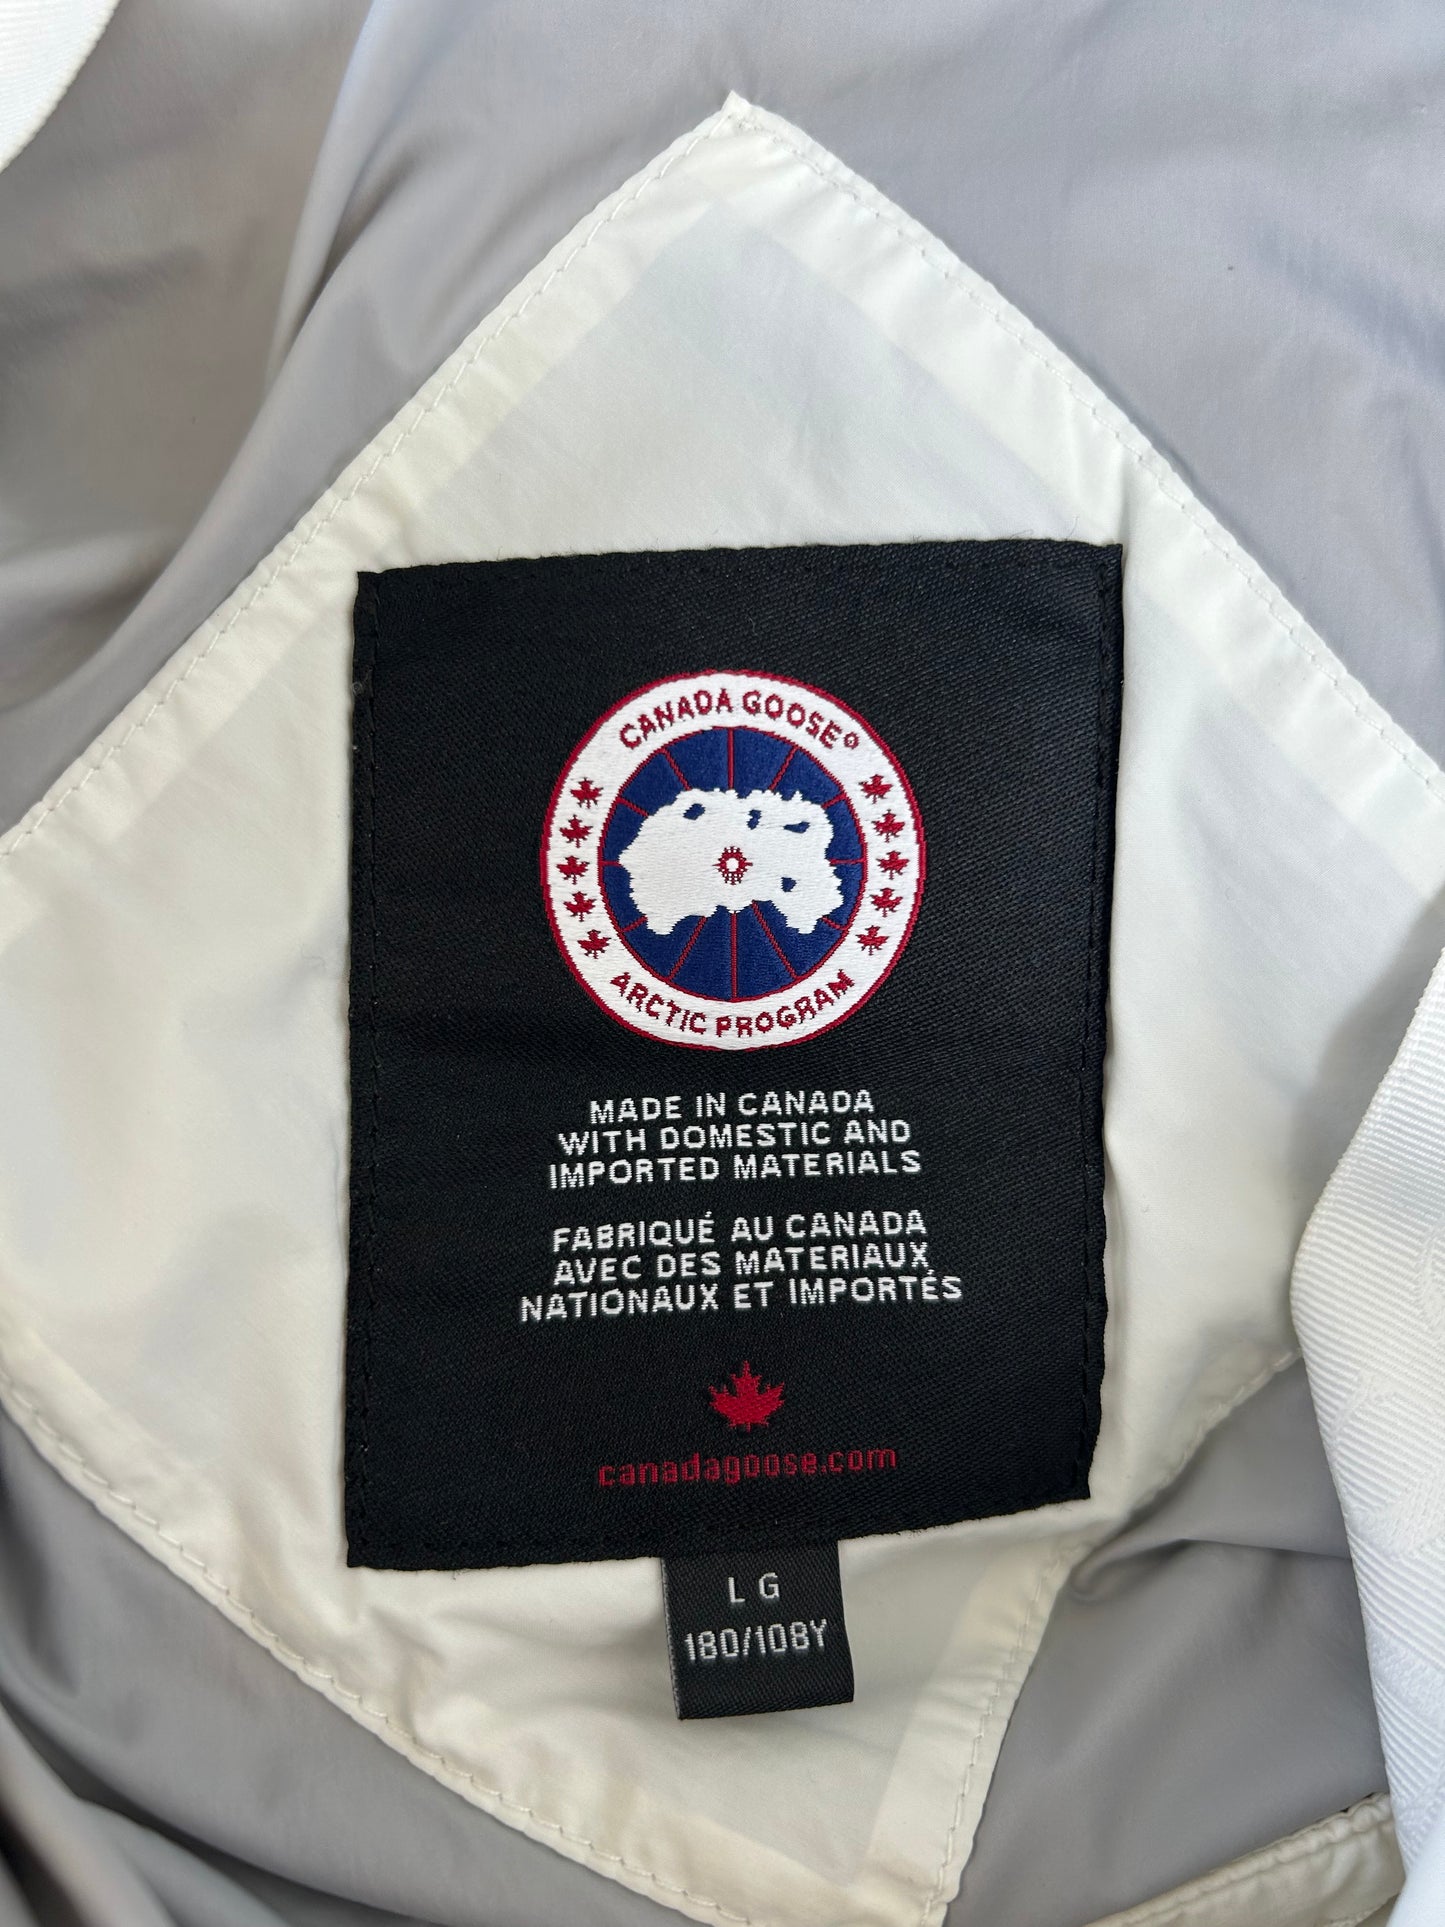 CANADA GOOSE®
ARCTIC PROGRAM
MADE IN CANADA
WITH DOMESTIC AND
IMPORTED MATERIALS
FABRIQUÉ AU CANADA
AVEC DES MATERIAUX
NATIONAUX ET IMPORTÉS
canadagoose.com
LG
180/108Y